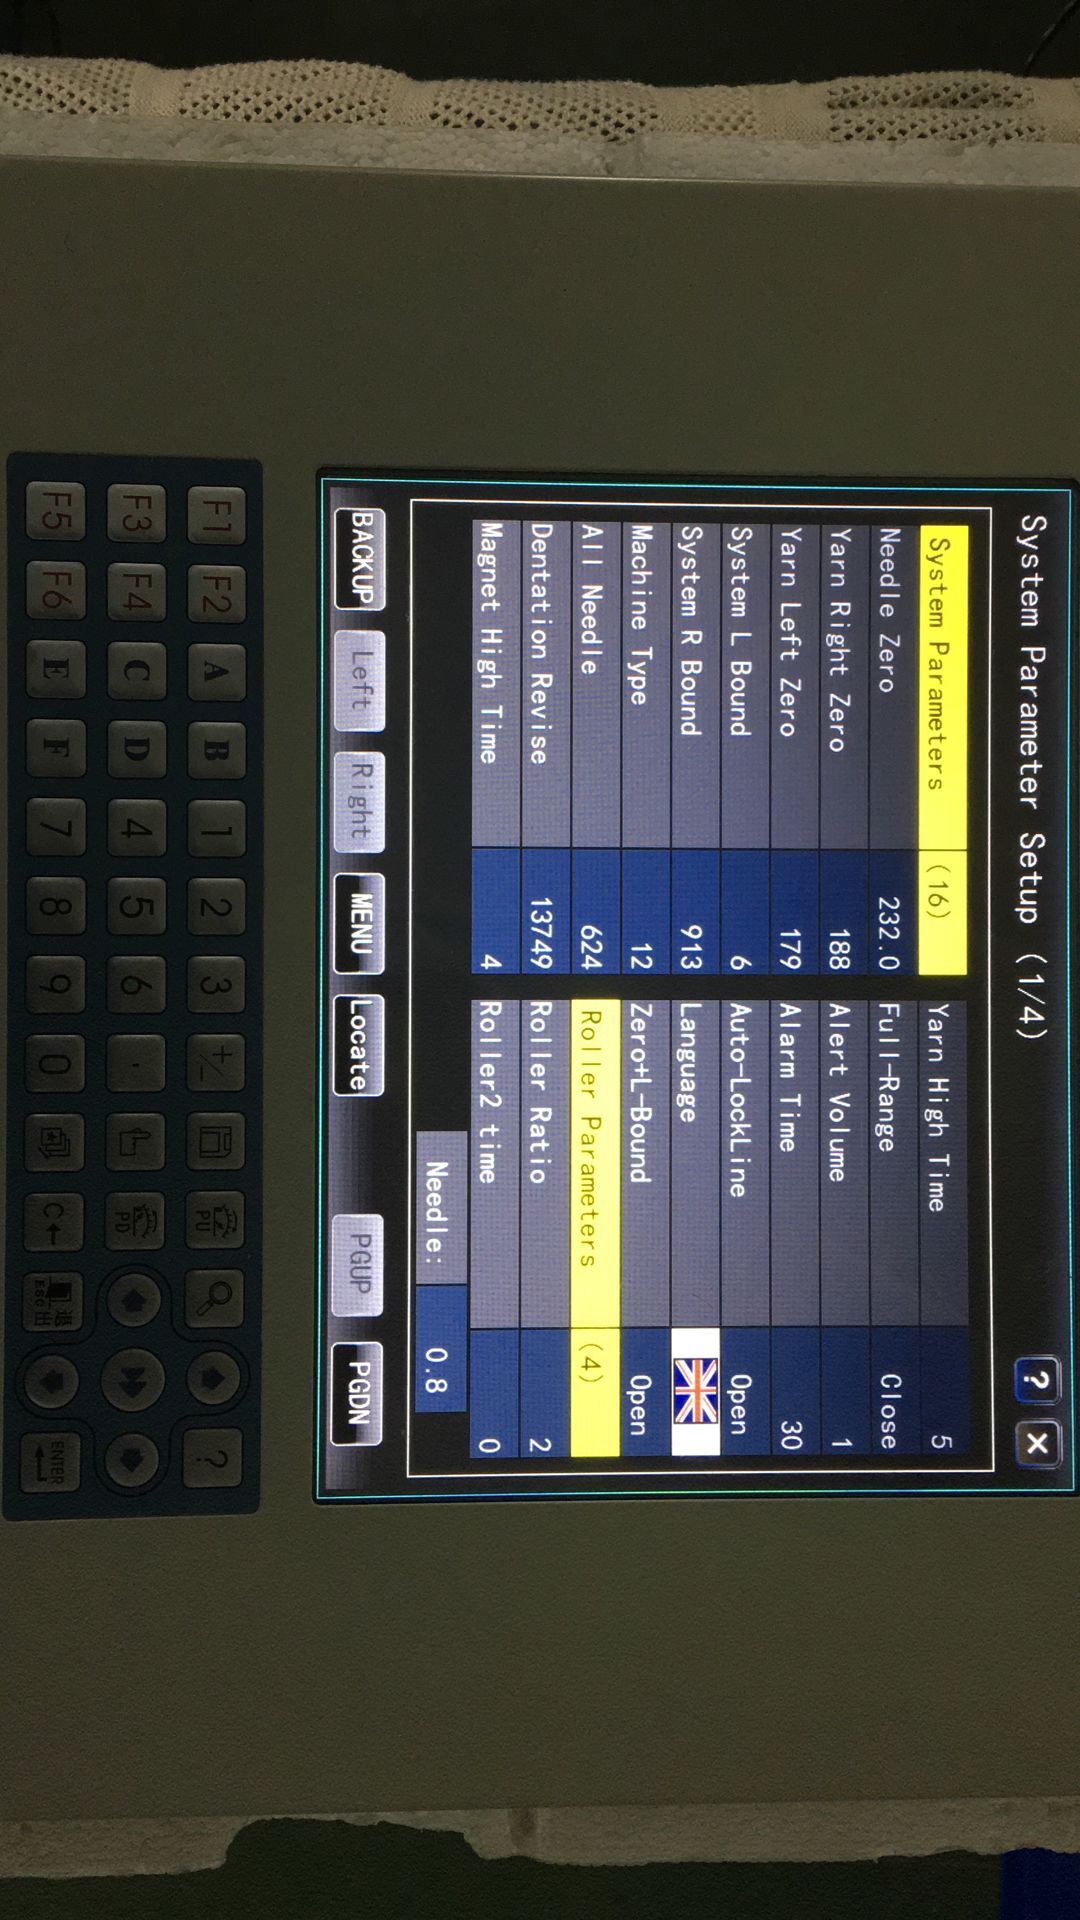 System Parameter Setup (1/4)
? X
System Parameters (16)
Needle Zero 232.0
Yarn Right Zero 188
Yarn Left Zero 179
System L Bound 6
System R Bound 913
Machine Type 12
All Needle 624
Dentation Revise 13749
Magnet High Time 4
Yarn High Time 5
Full-Range Close
Alert Volume 1
Alarm Time 30
Auto-LockLine Open
Language
Zero+L-Bound Open
Roller Parameters (4)
Roller Ratio 2
Roller2 time 0
Needle: 0.8
BACKUP Left Right MENU Locate PGUP PGDN
F1 F2 A B 1 2 3 +/- PU ?
F3 F4 C D 4 5 6 . PD
F5 F6 E F 7 8 9 0 C← 退出 ESC ENTER